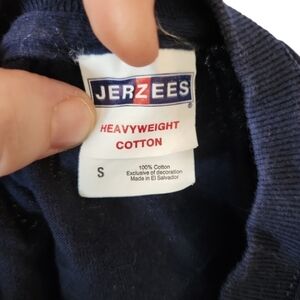 JERZEES®
HEAVYWEIGHT
COTTON
S
100% Cotton
Exclusive of decoration
Made in El Salvador